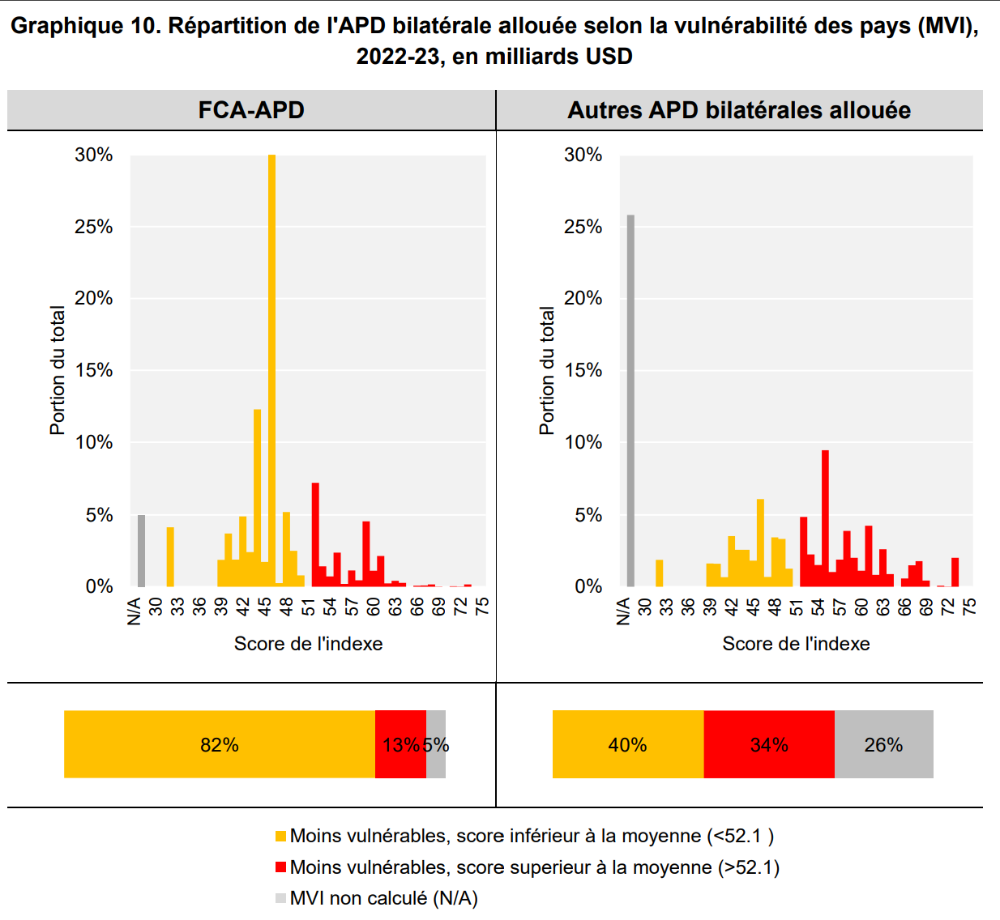 Graphique 10. Répartition de l'APD bilatérale allouée selon la vulnérabilité des pays (MVI),
2022-23, en milliards USD
FCA-APD
Autres APD bilatérales allouée
Portion du total
30%
25%
20%
15%
10%
5%
0%
N/A 30 33 36 39 42 45 48 51 54 57 60 63 66 69 72 75
Score de l'indexe
Portion du total
30%
25%
20%
15%
10%
5%
0%
N/A 30 33 36 39 42 45 48 51 54 57 60 63 66 69 72 75
Score de l'indexe
82% 13% 5%
40% 34% 26%
Moins vulnérables, score inférieur à la moyenne (<52.1 )
Moins vulnérables, score superieur à la moyenne (>52.1)
MVI non calculé (N/A)